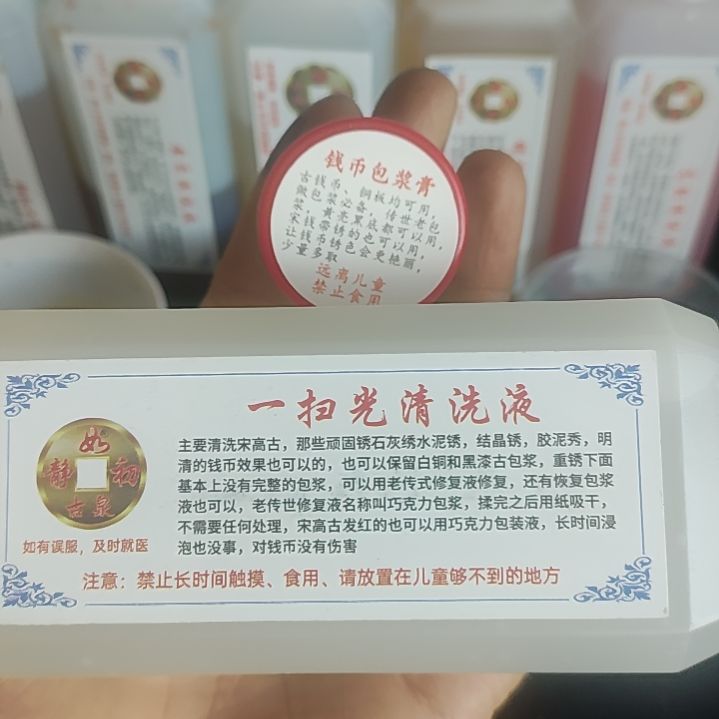 钱币包浆膏
古钱币、铜板均可用，
做包浆必备，传世老包
浆、黄亮黑底都可以用，
宋钱带锈的也可以用，
让钱币锈色会更艳丽，
少量多取
远离儿童
禁止食用
一扫光清洗液
如初
静
吉泉
主要清洗宋高古，那些顽固锈石灰绣水泥锈，结晶锈，胶泥秀，明
清的钱币效果也可以的，也可以保留白铜和黑漆古包浆，重锈下面
基本上没有完整的包浆，可以用老传式修复液修复，还有恢复包浆
液也可以，老传世修复液名称叫巧克力包浆，揉完之后用纸吸干，
不需要任何处理，宋高古发红的也可以用巧克力包装液，长时间浸
泡也没事，对钱币没有伤害
如有误服，及时就医
注意：禁止长时间触摸、食用、请放置在儿童够不到的地方